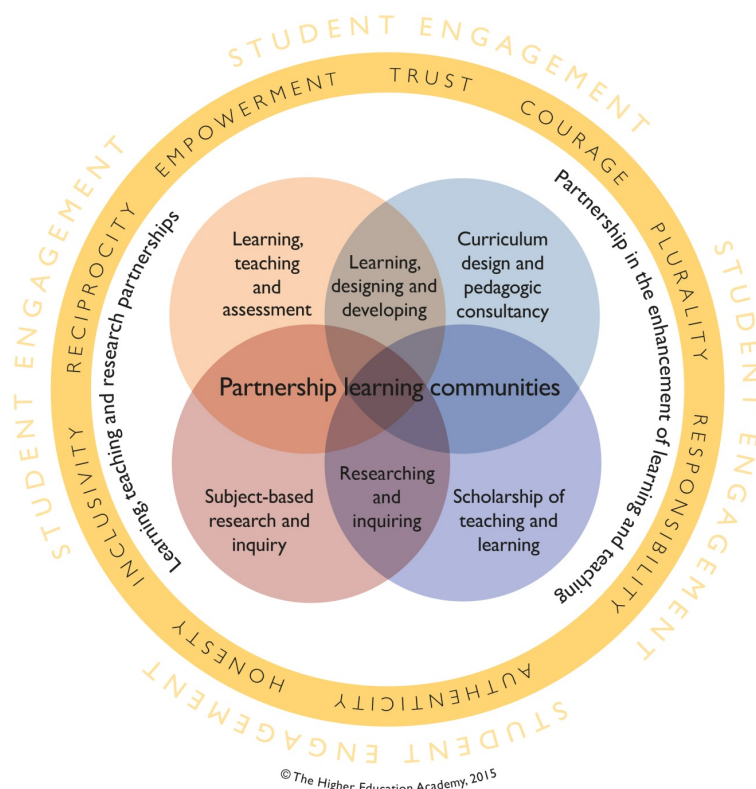 STUDENT ENGAGEMENT
STUDENT ENGAGEMENT
STUDENT ENGAGEMENT
STUDENT ENGAGEMENT
EMPOWERMENT
TRUST
COURAGE
PLURALITY
RESPONSIBILITY
AUTHENTICITY
HONESTY
INCLUSIVITY
RECIPROCITY
Learning, teaching and research partnerships
Partnership in the enhancement of learning and teaching
Learning,
teaching
and
assessment
Learning,
designing and
developing
Curriculum
design and
pedagogic
consultancy
Partnership learning communities
Subject-based
research and
inquiry
Researching
and
inquiring
Scholarship of
teaching and
learning
© The Higher Education Academy, 2015